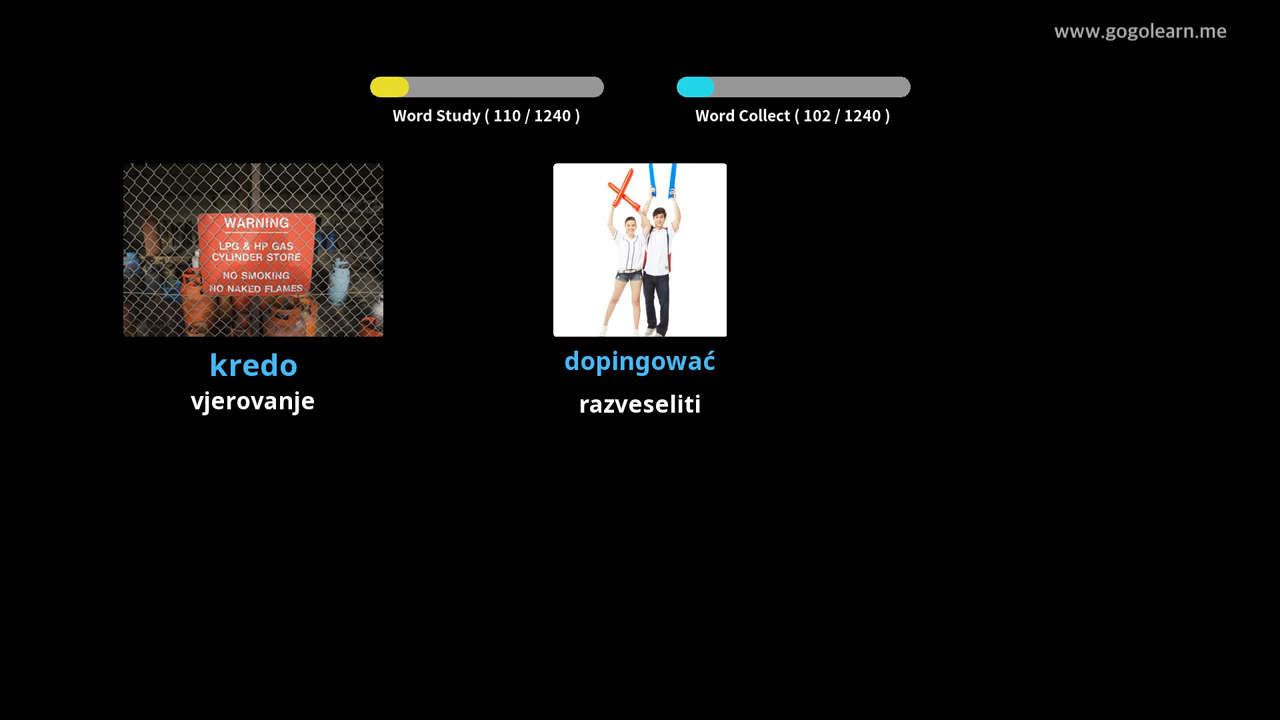 www.gogolearn.me
Word Study ( 110 / 1240 )
Word Collect ( 102 / 1240 )
WARNING
LPG & HP GAS
CYLINDER STORE
NO SMOKING
NO NAKED FLAMES
kredo
vjerovanje
dopingować
razveseliti